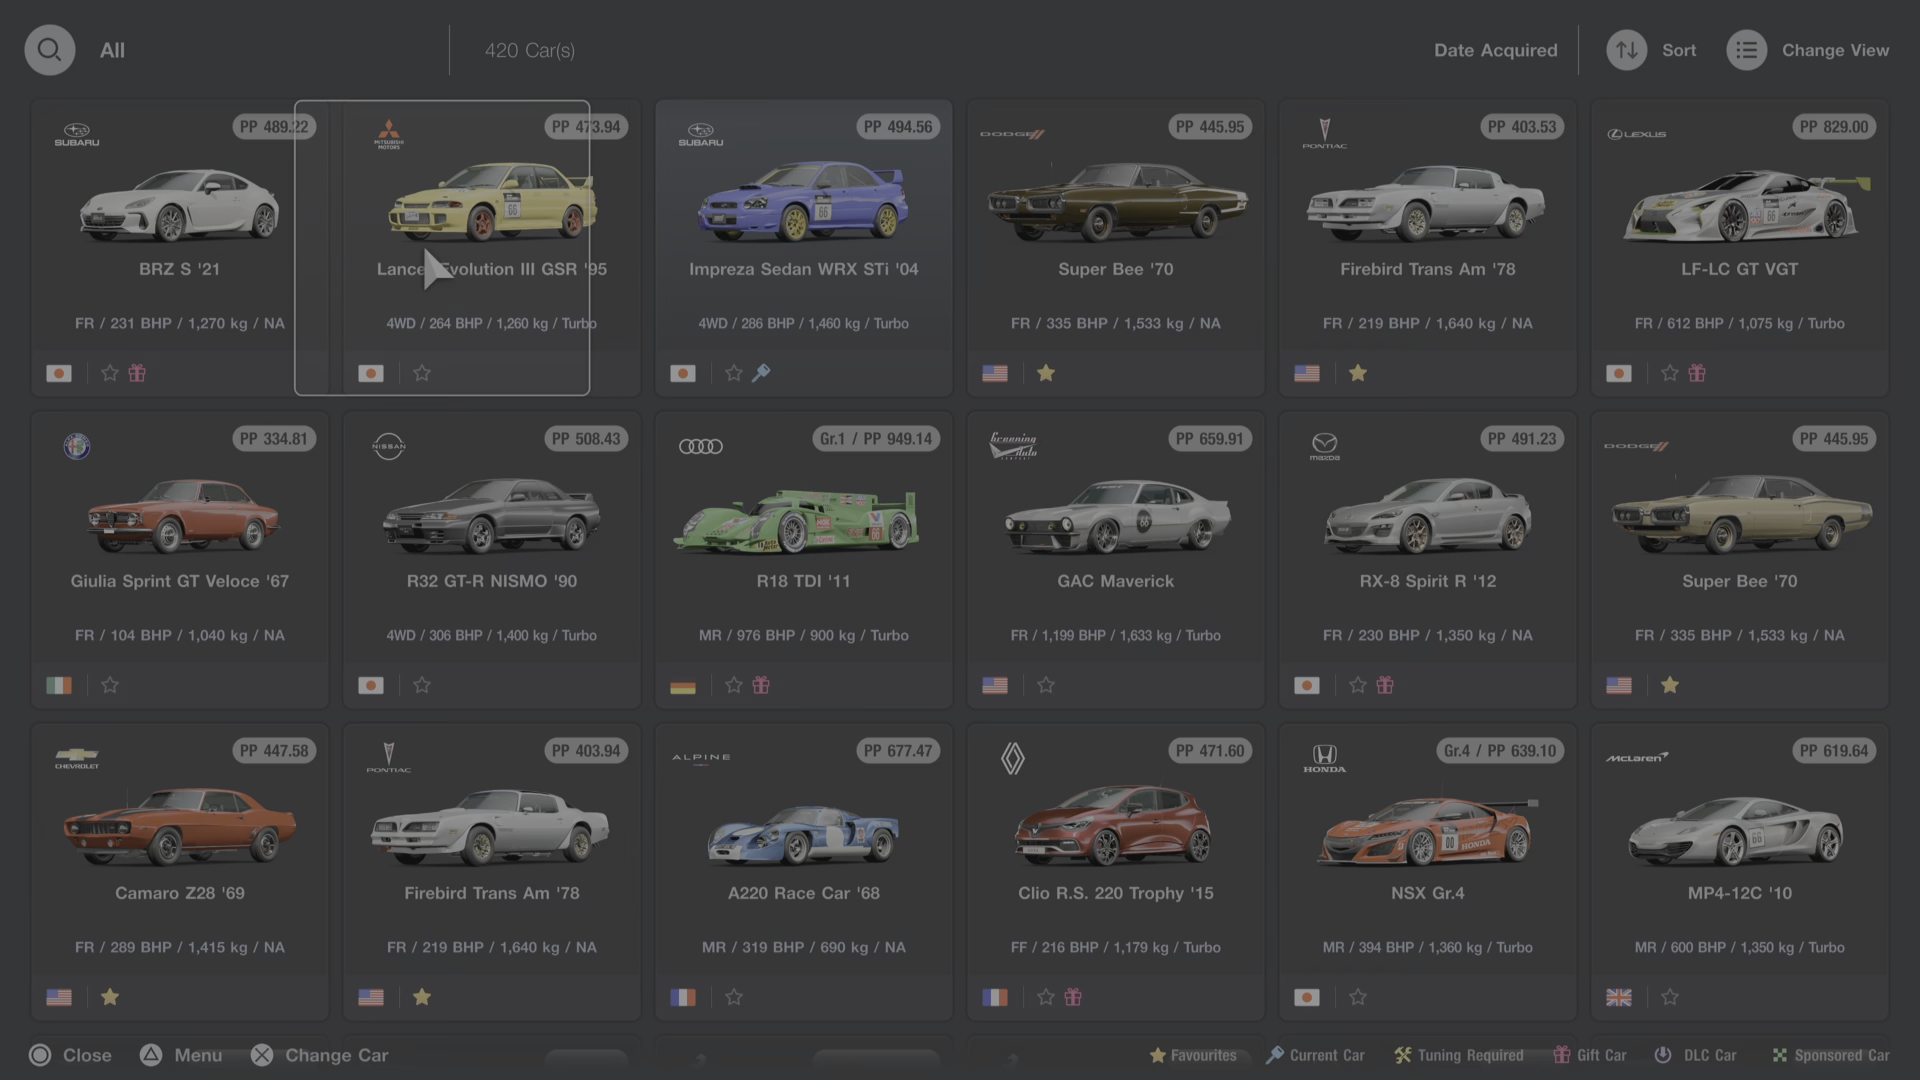 All
420 Car(s)
Date Acquired
Sort
Change View
SUBARU
PP 489.22
BRZ S '21
FR / 231 BHP / 1,270 kg / NA
MITSUBISHI
MOTORS
PP 473.94
Lancer Evolution III GSR '95
4WD / 264 BHP / 1,260 kg / Turbo
SUBARU
PP 494.56
Impreza Sedan WRX STi '04
4WD / 286 BHP / 1,460 kg / Turbo
DODGE
PP 445.95
Super Bee '70
FR / 335 BHP / 1,533 kg / NA
PONTIAC
PP 403.53
Firebird Trans Am '78
FR / 219 BHP / 1,640 kg / NA
LEXUS
PP 829.00
LF-LC GT VGT
FR / 612 BHP / 1,075 kg / Turbo
PP 334.81
Giulia Sprint GT Veloce '67
FR / 104 BHP / 1,040 kg / NA
NISSAN
PP 508.43
R32 GT-R NISMO '90
4WD / 306 BHP / 1,400 kg / Turbo
Gr.1 / PP 949.14
R18 TDI '11
MR / 976 BHP / 900 kg / Turbo
Greening
Auto
COMPANY
PP 659.91
GAC Maverick
FR / 1,199 BHP / 1,633 kg / Turbo
mazda
PP 491.23
RX-8 Spirit R '12
FR / 230 BHP / 1,350 kg / NA
DODGE
PP 445.95
Super Bee '70
FR / 335 BHP / 1,533 kg / NA
CHEVROLET
PP 447.58
Camaro Z28 '69
FR / 289 BHP / 1,415 kg / NA
PONTIAC
PP 403.94
Firebird Trans Am '78
FR / 219 BHP / 1,640 kg / NA
ALPINE
PP 677.47
A220 Race Car '68
MR / 319 BHP / 690 kg / NA
PP 471.60
Clio R.S. 220 Trophy '15
FF / 216 BHP / 1,179 kg / Turbo
HONDA
Gr.4 / PP 639.10
HONDA
NSX Gr.4
MR / 394 BHP / 1,360 kg / Turbo
McLaren
PP 619.64
66
MP4-12C '10
MR / 600 BHP / 1,350 kg / Turbo
Close
Menu
Change Car
Favourites
Current Car
Tuning Required
Gift Car
DLC Car
Sponsored Car